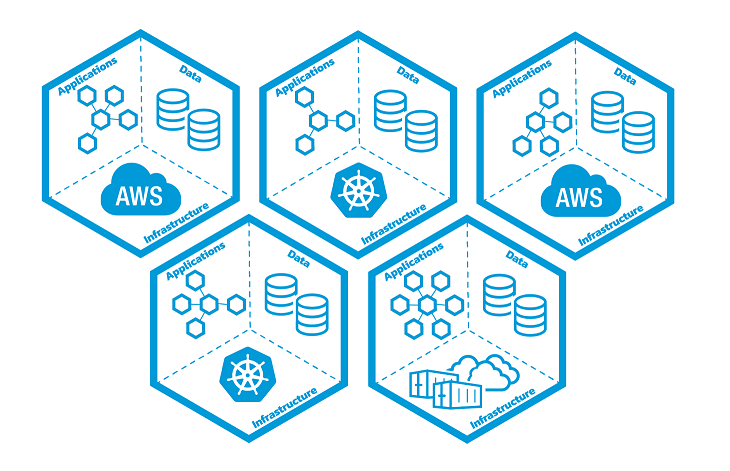 Applications
Data
AWS
Infrastructure
Applications
Data
Infrastructure
Applications
Data
AWS
Infrastructure
Applications
Data
Infrastructure
Applications
Data
Infrastructure